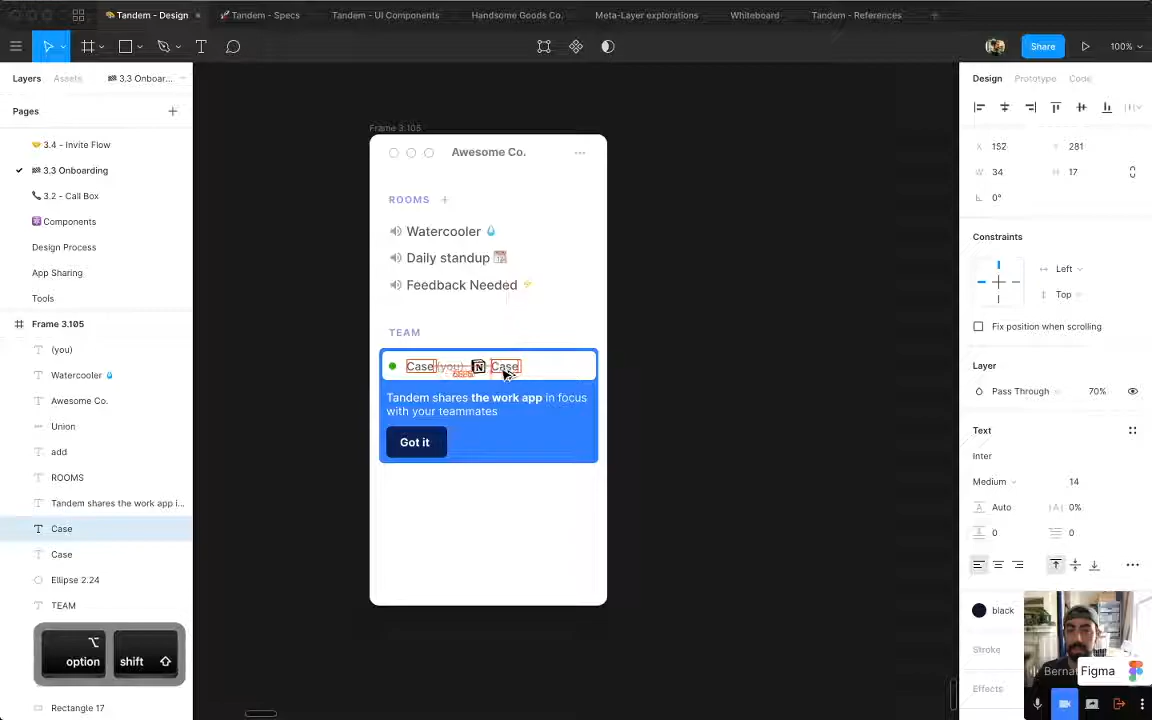 Tandem - Design
Tandem - Specs
Tandem - UI Components
Handsome Goods Co.
Meta-Layer explorations
Whiteboard
Tandem - References
Share
100%
Layers
Assets
3.3 Onboar...
Pages
3.4 - Invite Flow
3.3 Onboarding
3.2 - Call Box
Components
Design Process
App Sharing
Tools
Frame 3.105
(you)
Watercooler
Awesome Co.
Union
add
ROOMS
Tandem shares the work app i...
Case
Case
Ellipse 2.24
TEAM
option
shift
Rectangle 17
Frame 3.105
Awesome Co.
ROOMS +
Watercooler
Daily standup
Feedback Needed
TEAM
Case (you) N Case
Tandem shares the work app in focus
with your teammates
Got it
Design
Prototype
Code
X 152
Y 281
W 34
H 17
0°
Constraints
Left
Top
Fix position when scrolling
Layer
Pass Through
70%
Text
Inter
Medium
14
Auto
|A| 0%
0
0
black
Stroke
Effects
Bernat
Figma